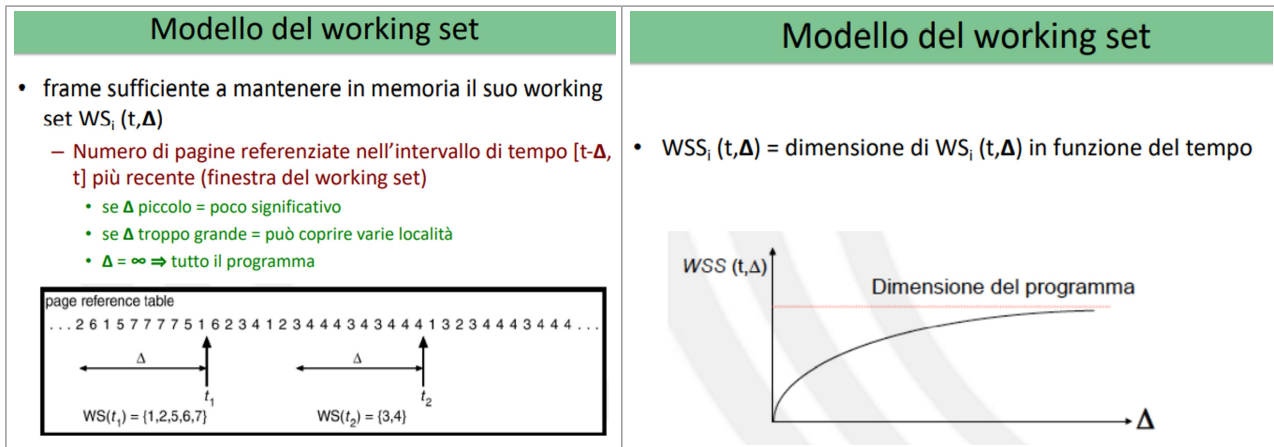 Modello del working set
• frame sufficiente a mantenere in memoria il suo working
set WSi (t,Δ)
– Numero di pagine referenziate nell'intervallo di tempo [t-Δ,
t] più recente (finestra del working set)
• se Δ piccolo = poco significativo
• se Δ troppo grande = può coprire varie località
• Δ = ∞ ⇒ tutto il programma
page reference table
. . . 2 6 1 5 7 7 7 7 5 1 6 2 3 4 1 2 3 4 4 4 3 4 3 4 4 4 1 3 2 3 4 4 4 3 4 4 4 . . .
Δ Δ
t1 t2
WS(t1) = {1,2,5,6,7} WS(t2) = {3,4}
Modello del working set
• WSSi (t,Δ) = dimensione di WSi (t,Δ) in funzione del tempo
WSS (t,Δ)
Dimensione del programma
Δ